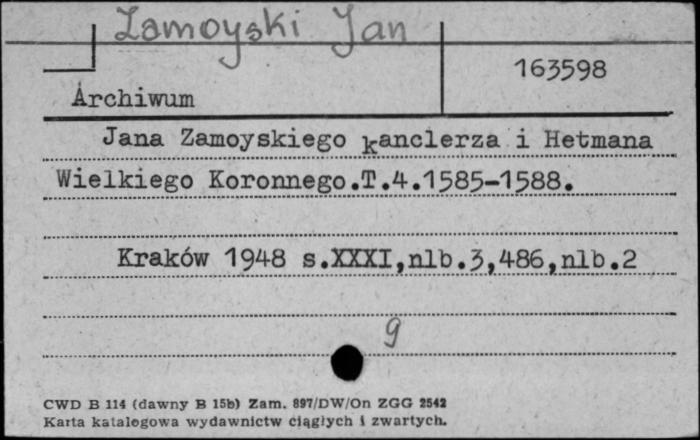 Zamoyski Jan
163598
Archiwum
Jana Zamoyskiego kanclerza i Hetmana
Wielkiego Koronnego.T.4.1585-1588.
Kraków 1948 s.XXXI,nlb.3,486,nlb.2
9
CWD B 114 (dawny B 15b) Zam. 897/DW/On ZGG 2542
Karta katalogowa wydawnictw ciągłych i zwartych.